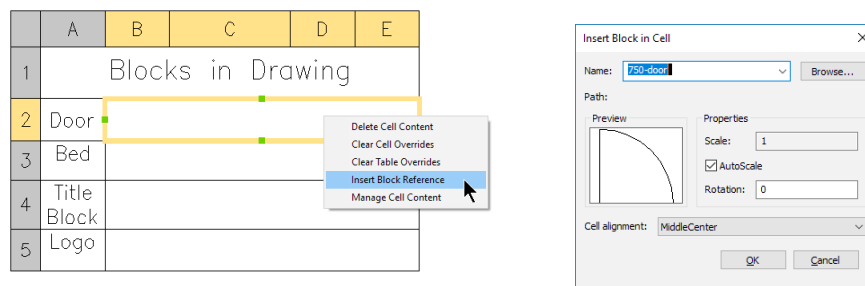 A B C D E
1 Blocks in Drawing
2 Door
3 Bed
4 Title
Block
5 Logo
Delete Cell Content
Clear Cell Overrides
Clear Table Overrides
Insert Block Reference
Manage Cell Content
Insert Block in Cell
Name: 750-door Browse...
Path:
Preview Properties
Scale: 1
AutoScale
Rotation: 0
Cell alignment: MiddleCenter
OK Cancel